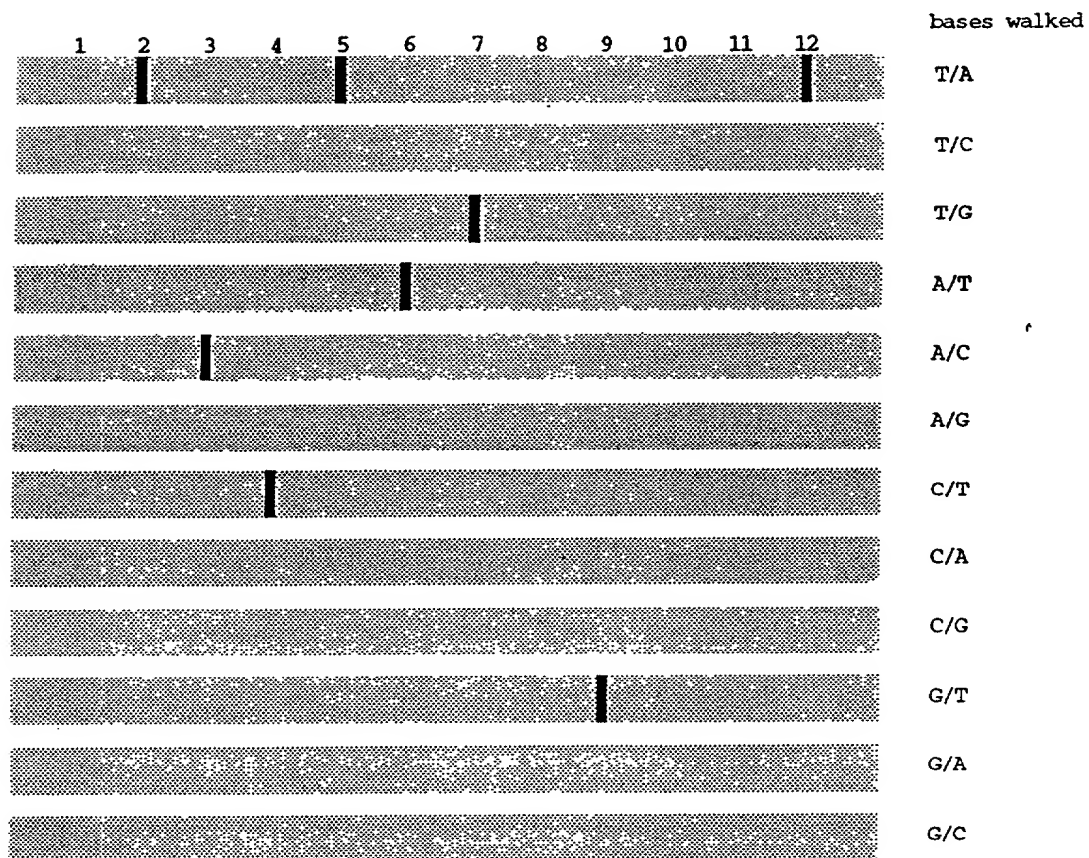 bases walked
1 2 3 4 5 6 7 8 9 10 11 12
T/A
T/C
T/G
A/T
A/C
A/G
C/T
C/A
C/G
G/T
G/A
G/C